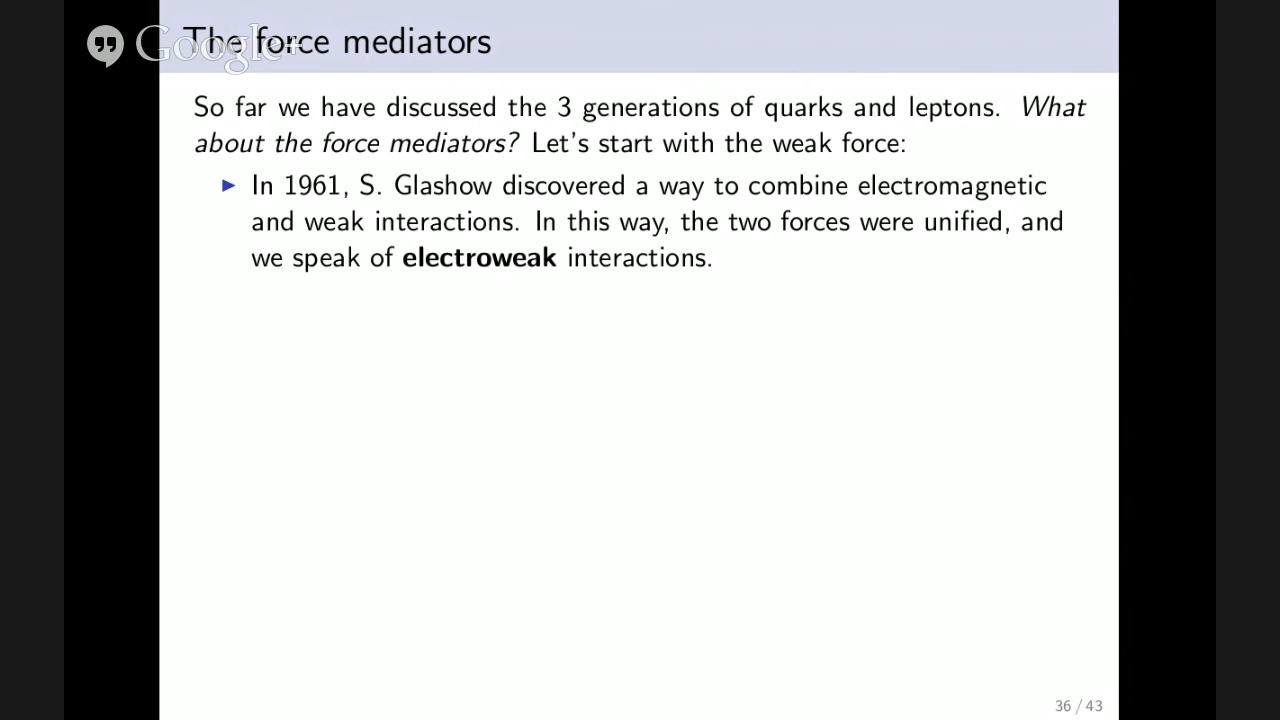 The force mediators
Google+
So far we have discussed the 3 generations of quarks and leptons. What
about the force mediators? Let's start with the weak force:
▶ In 1961, S. Glashow discovered a way to combine electromagnetic
and weak interactions. In this way, the two forces were unified, and
we speak of electroweak interactions.
36 / 43